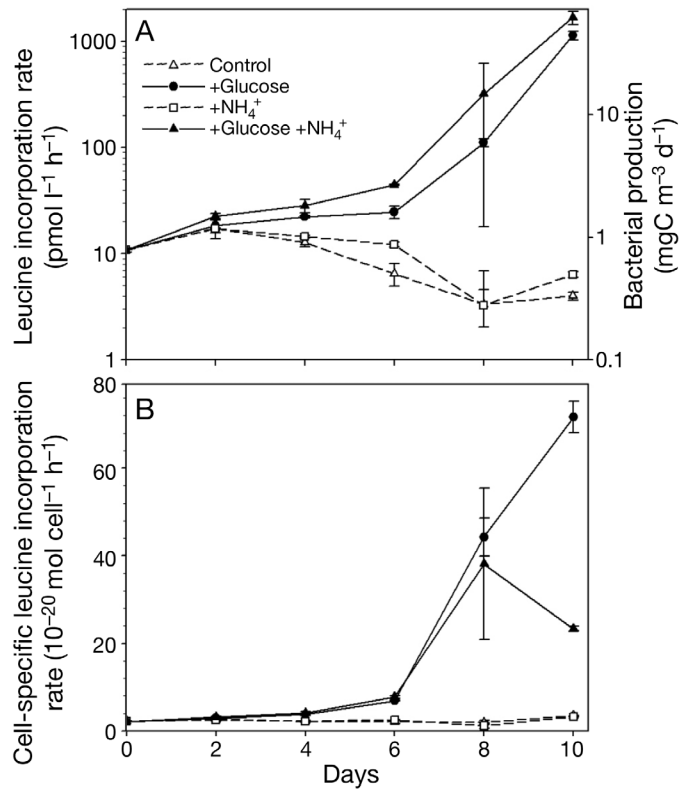 A
Control
+Glucose
+NH₄⁺
+Glucose +NH₄⁺
Leucine incorporation rate
(pmol l⁻¹ h⁻¹)
1000
100
10
1
Bacterial production
(mgC m⁻³ d⁻¹)
10
1
0.1
B
Cell-specific leucine incorporation
rate (10⁻²⁰ mol cell⁻¹ h⁻¹)
80
60
40
20
0
0 2 4 6 8 10
Days